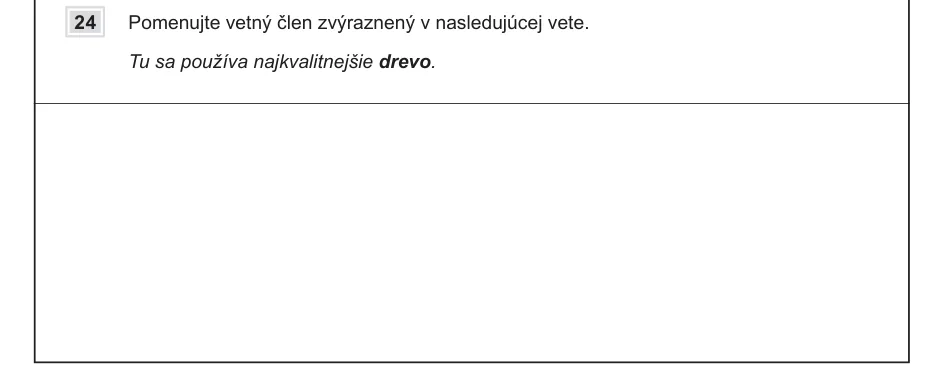 24 Pomenujte vetný člen zvýraznený v nasledujúcej vete.
Tu sa používa najkvalitnejšie drevo.